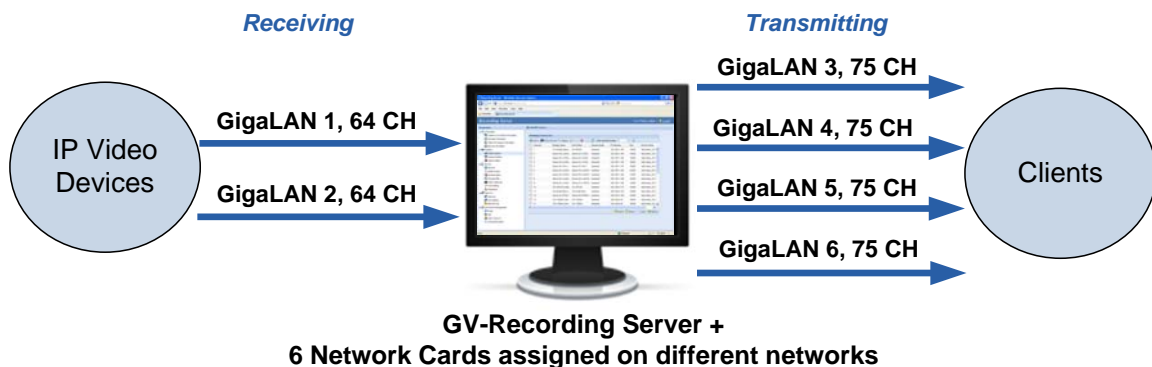 Receiving
Transmitting
IP Video
Devices
GigaLAN 1, 64 CH
GigaLAN 2, 64 CH
GigaLAN 3, 75 CH
GigaLAN 4, 75 CH
GigaLAN 5, 75 CH
GigaLAN 6, 75 CH
Clients
GV-Recording Server +
6 Network Cards assigned on different networks